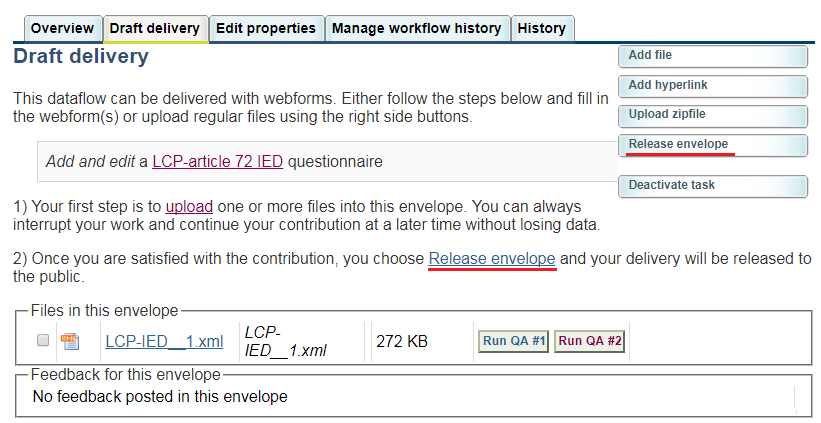 Overview Draft delivery Edit properties Manage workflow history History
Draft delivery
Add file
Add hyperlink
Upload zipfile
Release envelope
Deactivate task
This dataflow can be delivered with webforms. Either follow the steps below and fill in
the webform(s) or upload regular files using the right side buttons.
Add and edit a LCP-article 72 IED questionnaire
1) Your first step is to upload one or more files into this envelope. You can always
interrupt your work and continue your contribution at a later time without losing data.
2) Once you are satisfied with the contribution, you choose Release envelope and your delivery will be released to
the public.
Files in this envelope
LCP-IED__1.xml LCP-
IED__1.xml 272 KB Run QA #1 Run QA #2
Feedback for this envelope
No feedback posted in this envelope